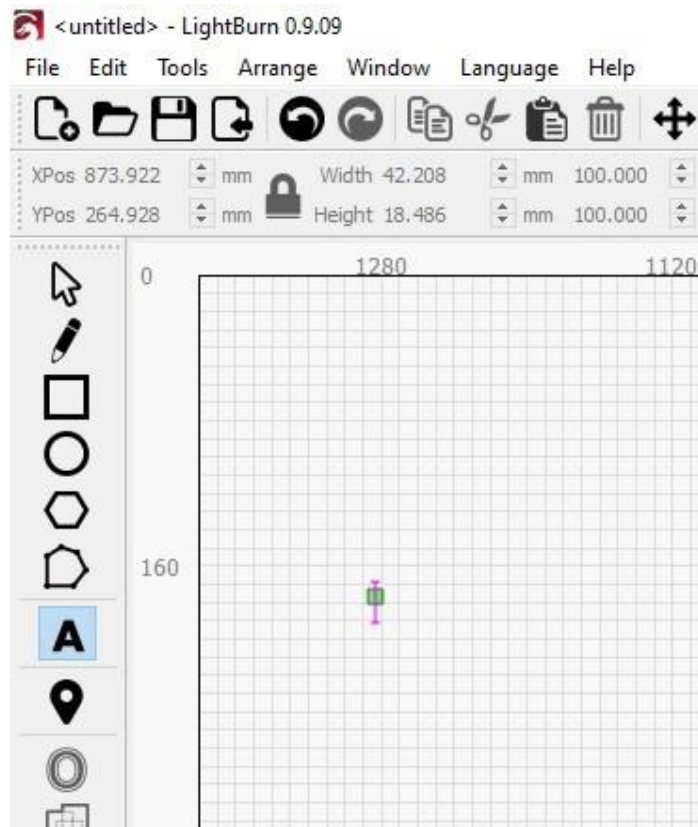 <untitled> - LightBurn 0.9.09
File Edit Tools Arrange Window Language Help
XPos 873.922 mm Width 42.208 mm 100.000
YPos 264.928 mm Height 18.486 mm 100.000
0 1280 1120
160
A